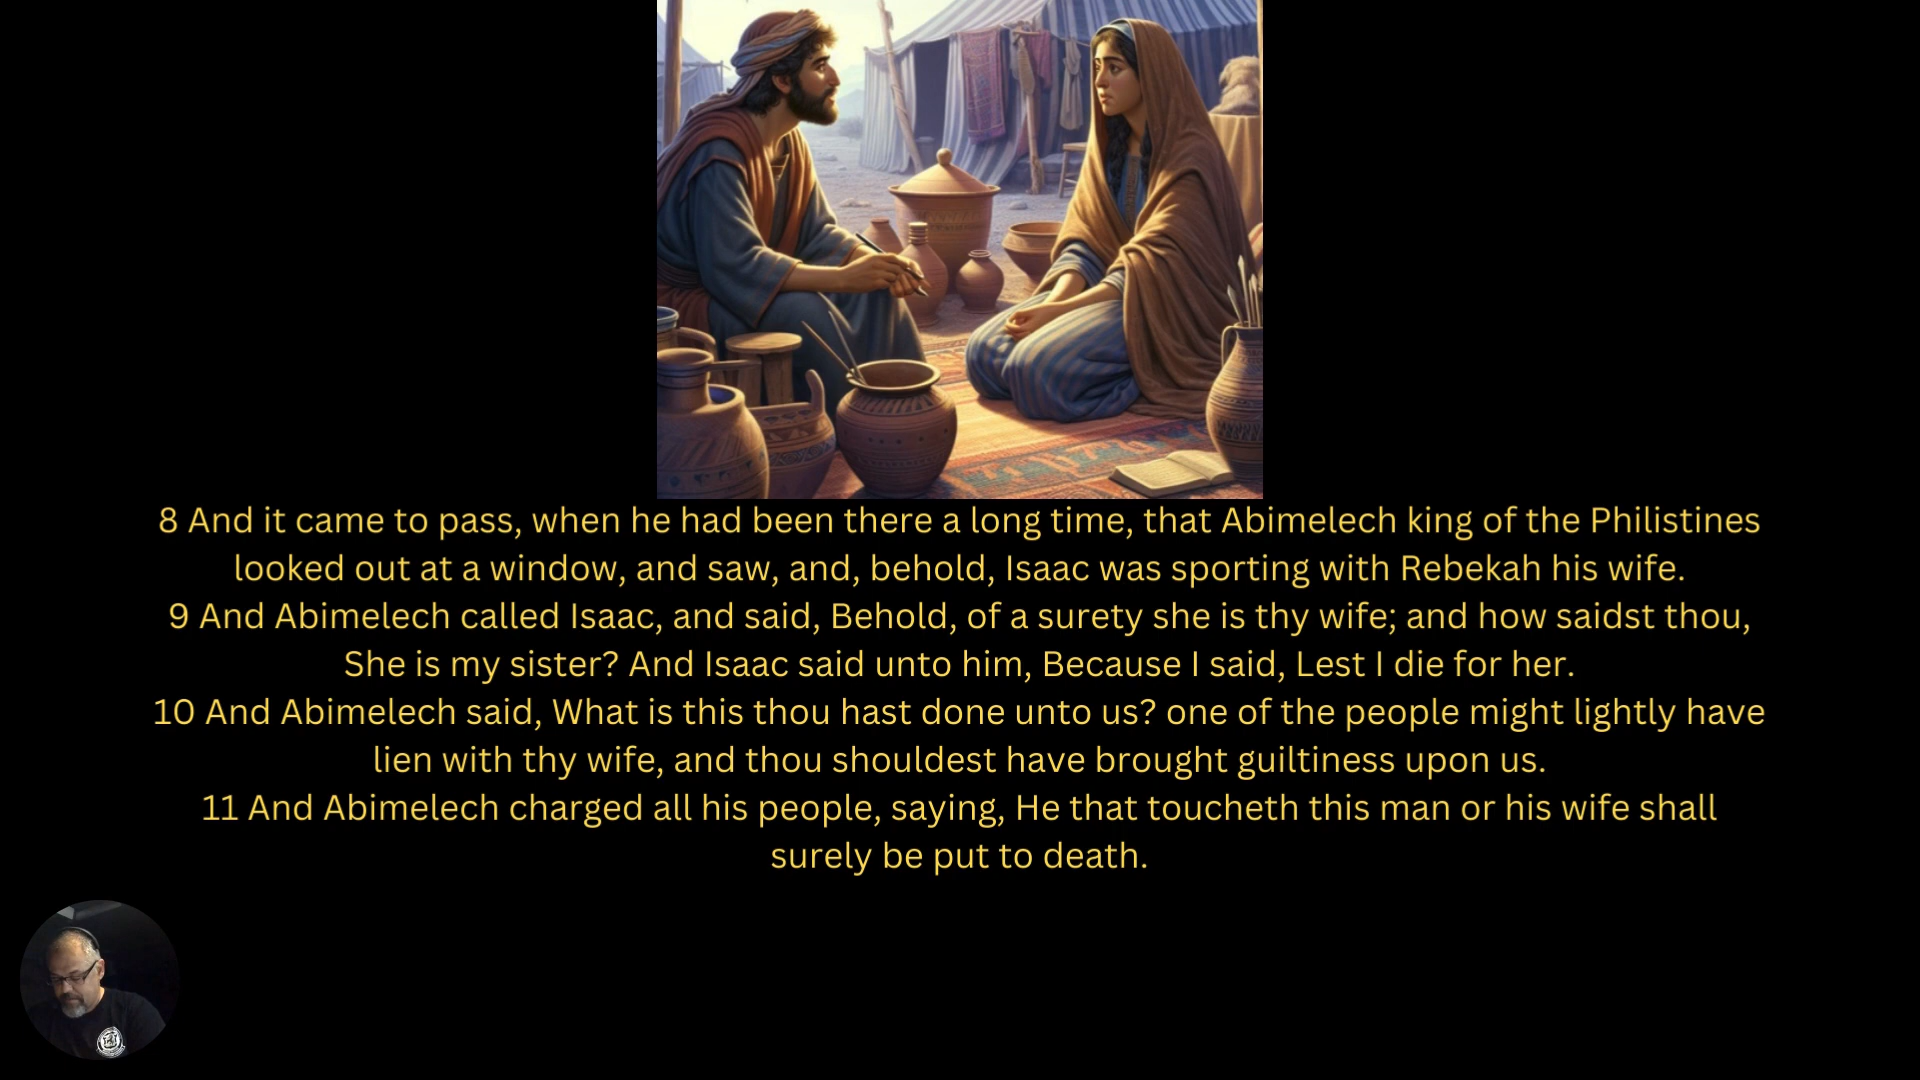 8 And it came to pass, when he had been there a long time, that Abimelech king of the Philistines
looked out at a window, and saw, and, behold, Isaac was sporting with Rebekah his wife.
9 And Abimelech called Isaac, and said, Behold, of a surety she is thy wife; and how saidst thou,
She is my sister? And Isaac said unto him, Because I said, Lest I die for her.
10 And Abimelech said, What is this thou hast done unto us? one of the people might lightly have
lien with thy wife, and thou shouldest have brought guiltiness upon us.
11 And Abimelech charged all his people, saying, He that toucheth this man or his wife shall
surely be put to death.